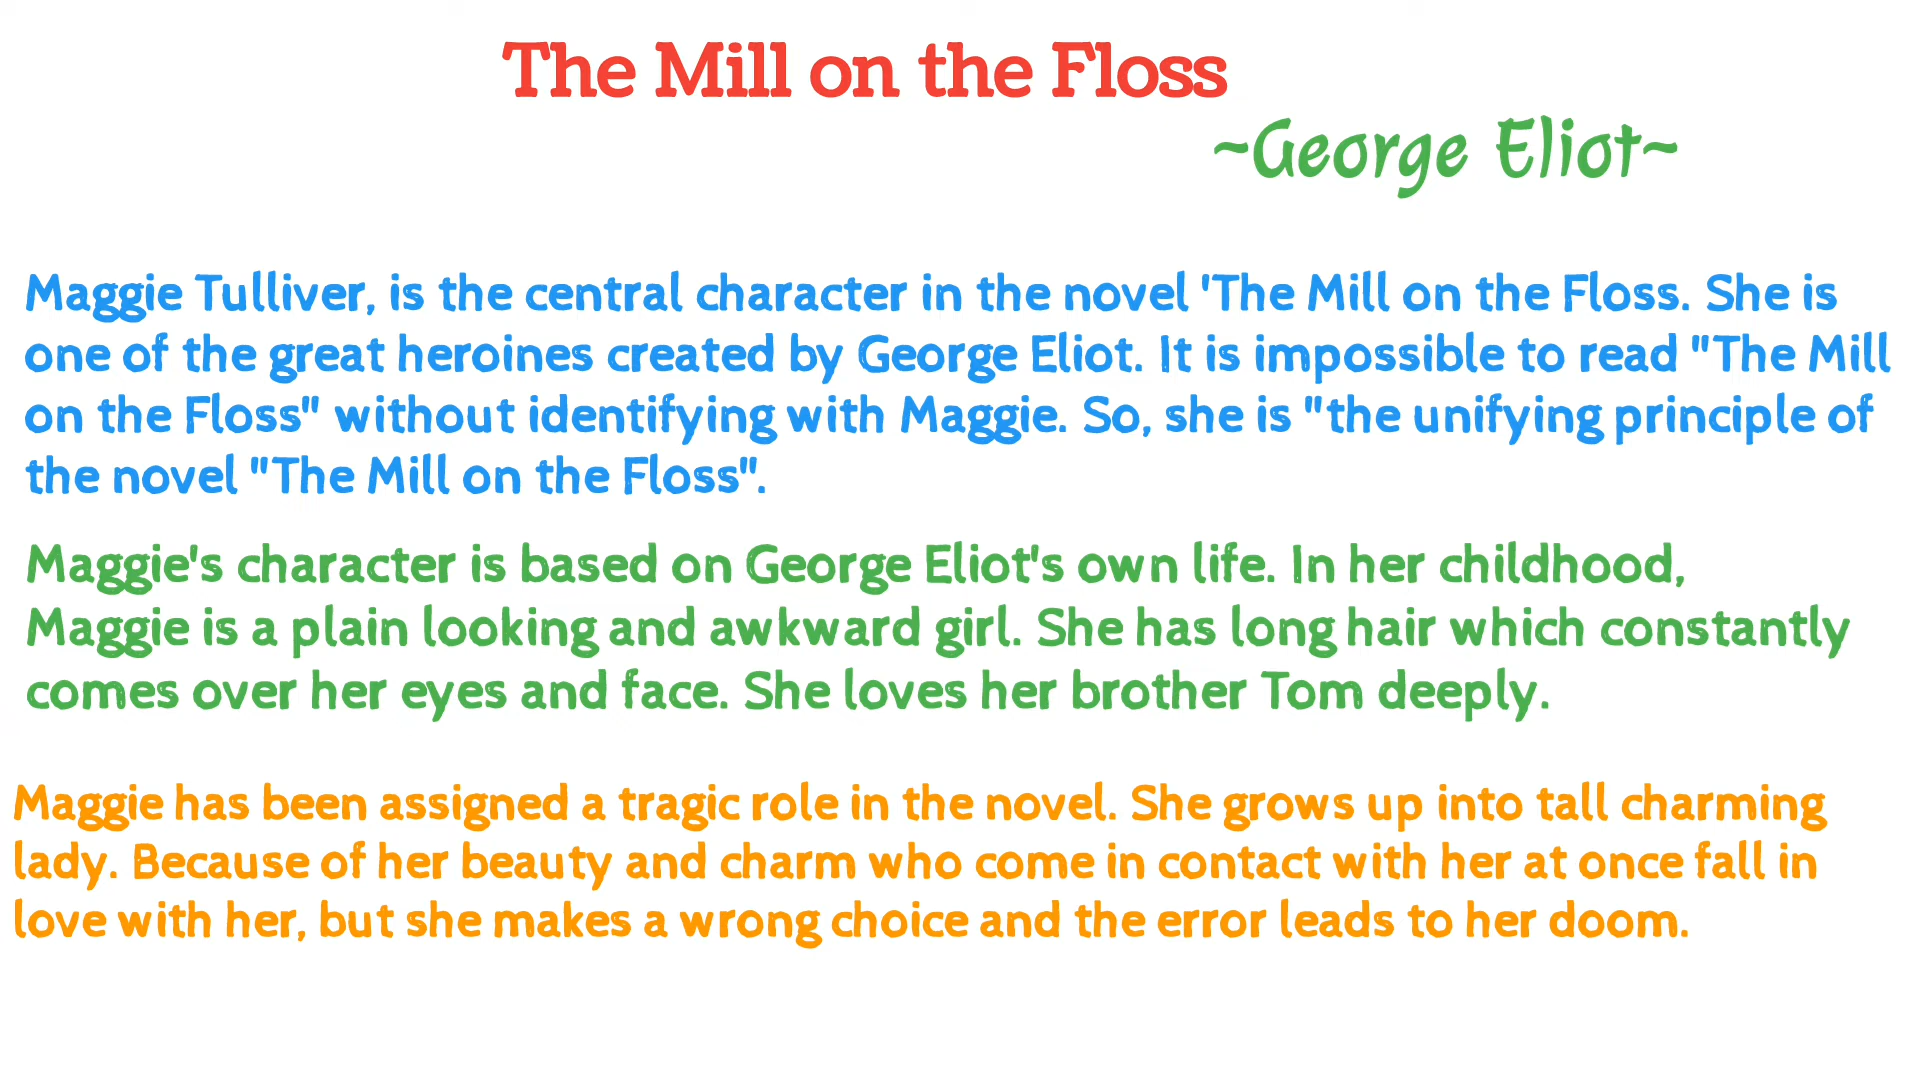 The Mill on the Floss
~George Eliot~
Maggie Tulliver, is the central character in the novel 'The Mill on the Floss. She is
one of the great heroines created by George Eliot. It is impossible to read "The Mill
on the Floss" without identifying with Maggie. So, she is "the unifying principle of
the novel "The Mill on the Floss".
Maggie's character is based on George Eliot's own life. In her childhood,
Maggie is a plain looking and awkward girl. She has long hair which constantly
comes over her eyes and face. She loves her brother Tom deeply.
Maggie has been assigned a tragic role in the novel. She grows up into tall charming
lady. Because of her beauty and charm who come in contact with her at once fall in
love with her, but she makes a wrong choice and the error leads to her doom.